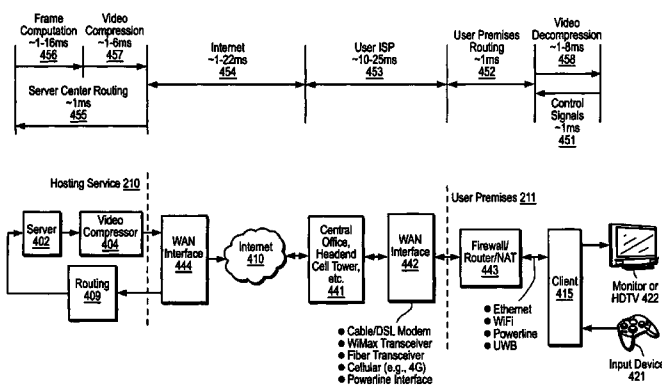 Frame
Computation
~1-16ms
456
Video
Compression
~1-6ms
457
Internet
~1-22ms
454
User ISP
~10-25ms
453
User Premises
Routing
~1ms
452
Video
Decompression
~1-8ms
458
Server Center Routing
~1ms
455
Control
Signals
~1ms
451
Hosting Service 210
User Premises 211
Server
402
Video
Compressor
404
WAN
Interface
444
Internet
410
Central
Office,
Headend
Cell Tower,
etc.
441
WAN
Interface
442
Firewall/
Router/NAT
443
Client
415
Monitor or
HDTV 422
Routing
409
● Ethernet
● WiFi
● Powerline
● UWB
Input Device
421
● Cable/DSL Modem
● WiMax Transceiver
● Fiber Transceiver
● Cellular (e.g., 4G)
● Powerline Interface